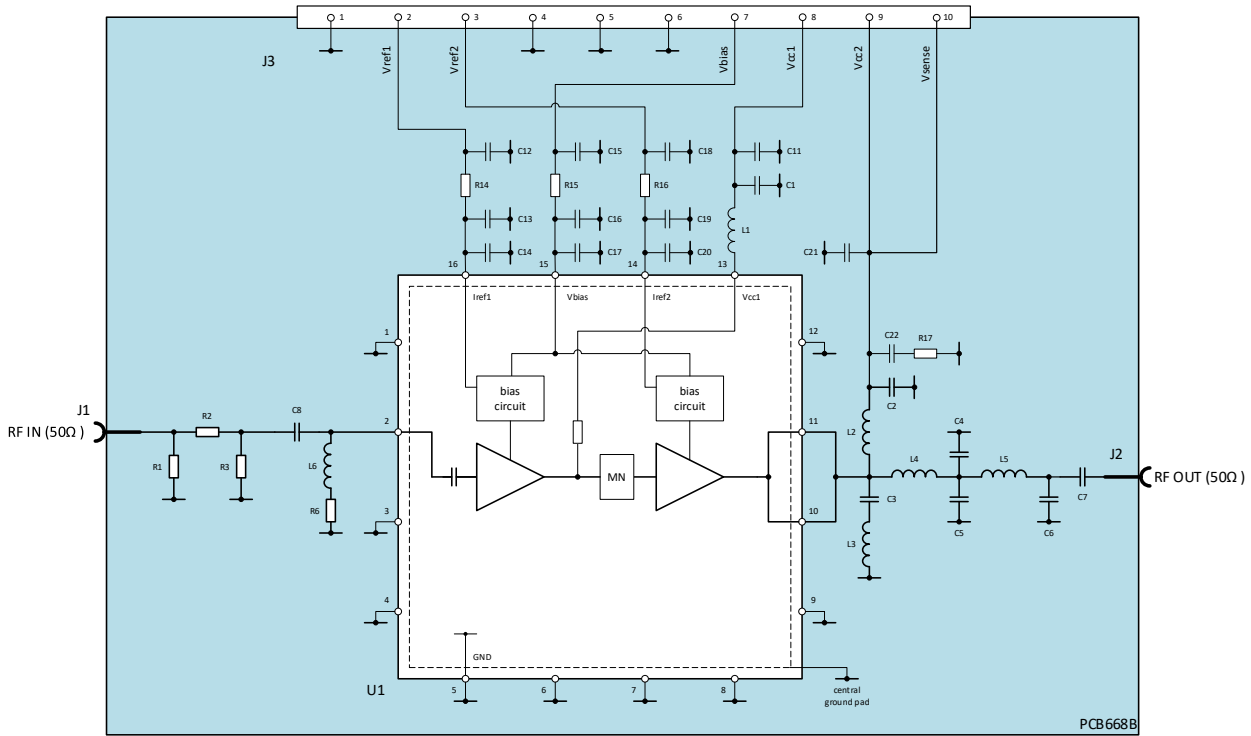 1 2 3 4 5 6 7 8 9 10
J3
Vref1
Vref2
Vbias
Vcc1
Vcc2
Vsense
C12 C15 C18 C11
R14 R15 R16 C1
C13 C16 C19 L1
C14 C17 C20 C21
16 15 14 13
Iref1 Vbias Iref2 Vcc1
1 12
C22 R17
bias
circuit
bias
circuit
C2
J1
RF IN (50Ω )
R2 C8 2 11 L2 C4
R1 R3 L6 MN L4 L5 J2
RF OUT (50Ω )
R6 3 10 C3 C5 C6 C7
L3
4 9
GND
U1
5 6 7 8
central
ground pad
PCB668B